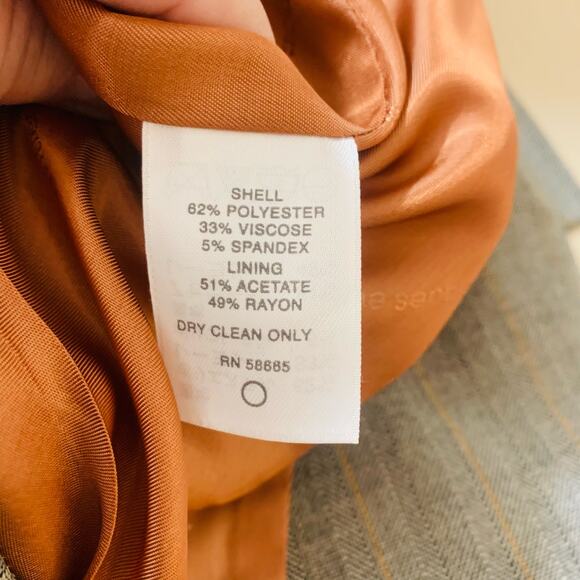 SHELL
62% POLYESTER
33% VISCOSE
5% SPANDEX
LINING
51% ACETATE
49% RAYON
DRY CLEAN ONLY
RN 58665